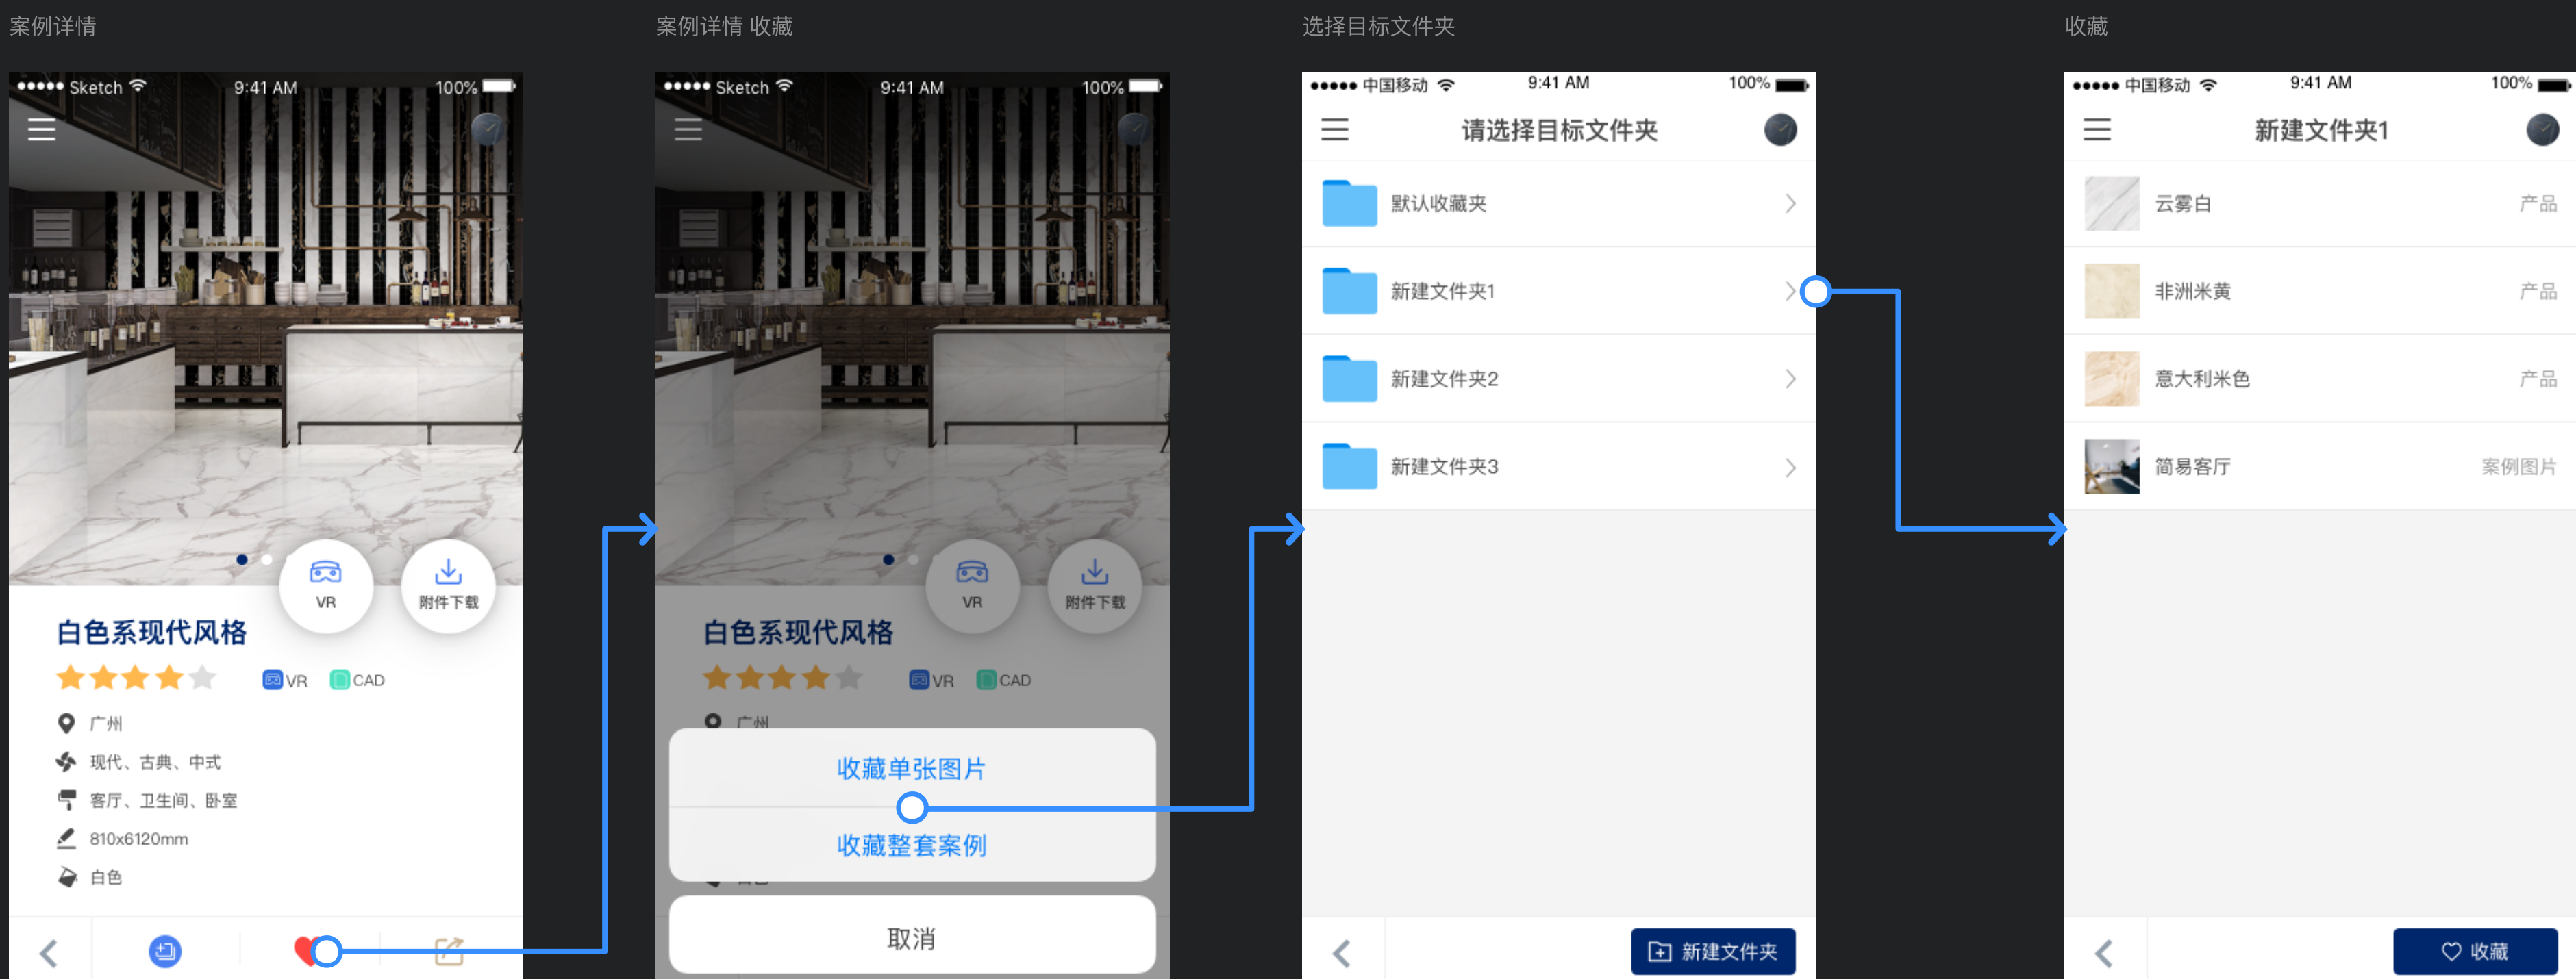 案例详情
Sketch 9:41 AM 100%
VR
附件下载
白色系现代风格
VR CAD
广州
现代、古典、中式
客厅、卫生间、卧室
810x6120mm
白色
案例详情 收藏
Sketch 9:41 AM 100%
VR
附件下载
白色系现代风格
VR CAD
广州
收藏单张图片
收藏整套案例
取消
选择目标文件夹
中国移动 9:41 AM 100%
请选择目标文件夹
默认收藏夹
新建文件夹1
新建文件夹2
新建文件夹3
新建文件夹
收藏
中国移动 9:41 AM 100%
新建文件夹1
云雾白 产品
非洲米黄 产品
意大利米色 产品
简易客厅 案例图片
收藏